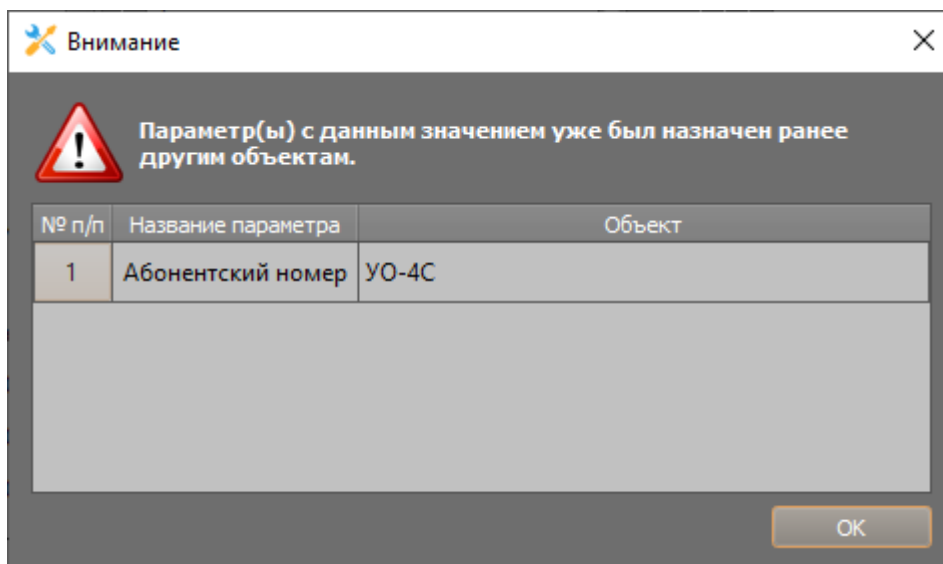 Внимание
Параметр(ы) с данным значением уже был назначен ранее
другим объектам.
№ п/п Название параметра Объект
1 Абонентский номер УО-4С
ОК